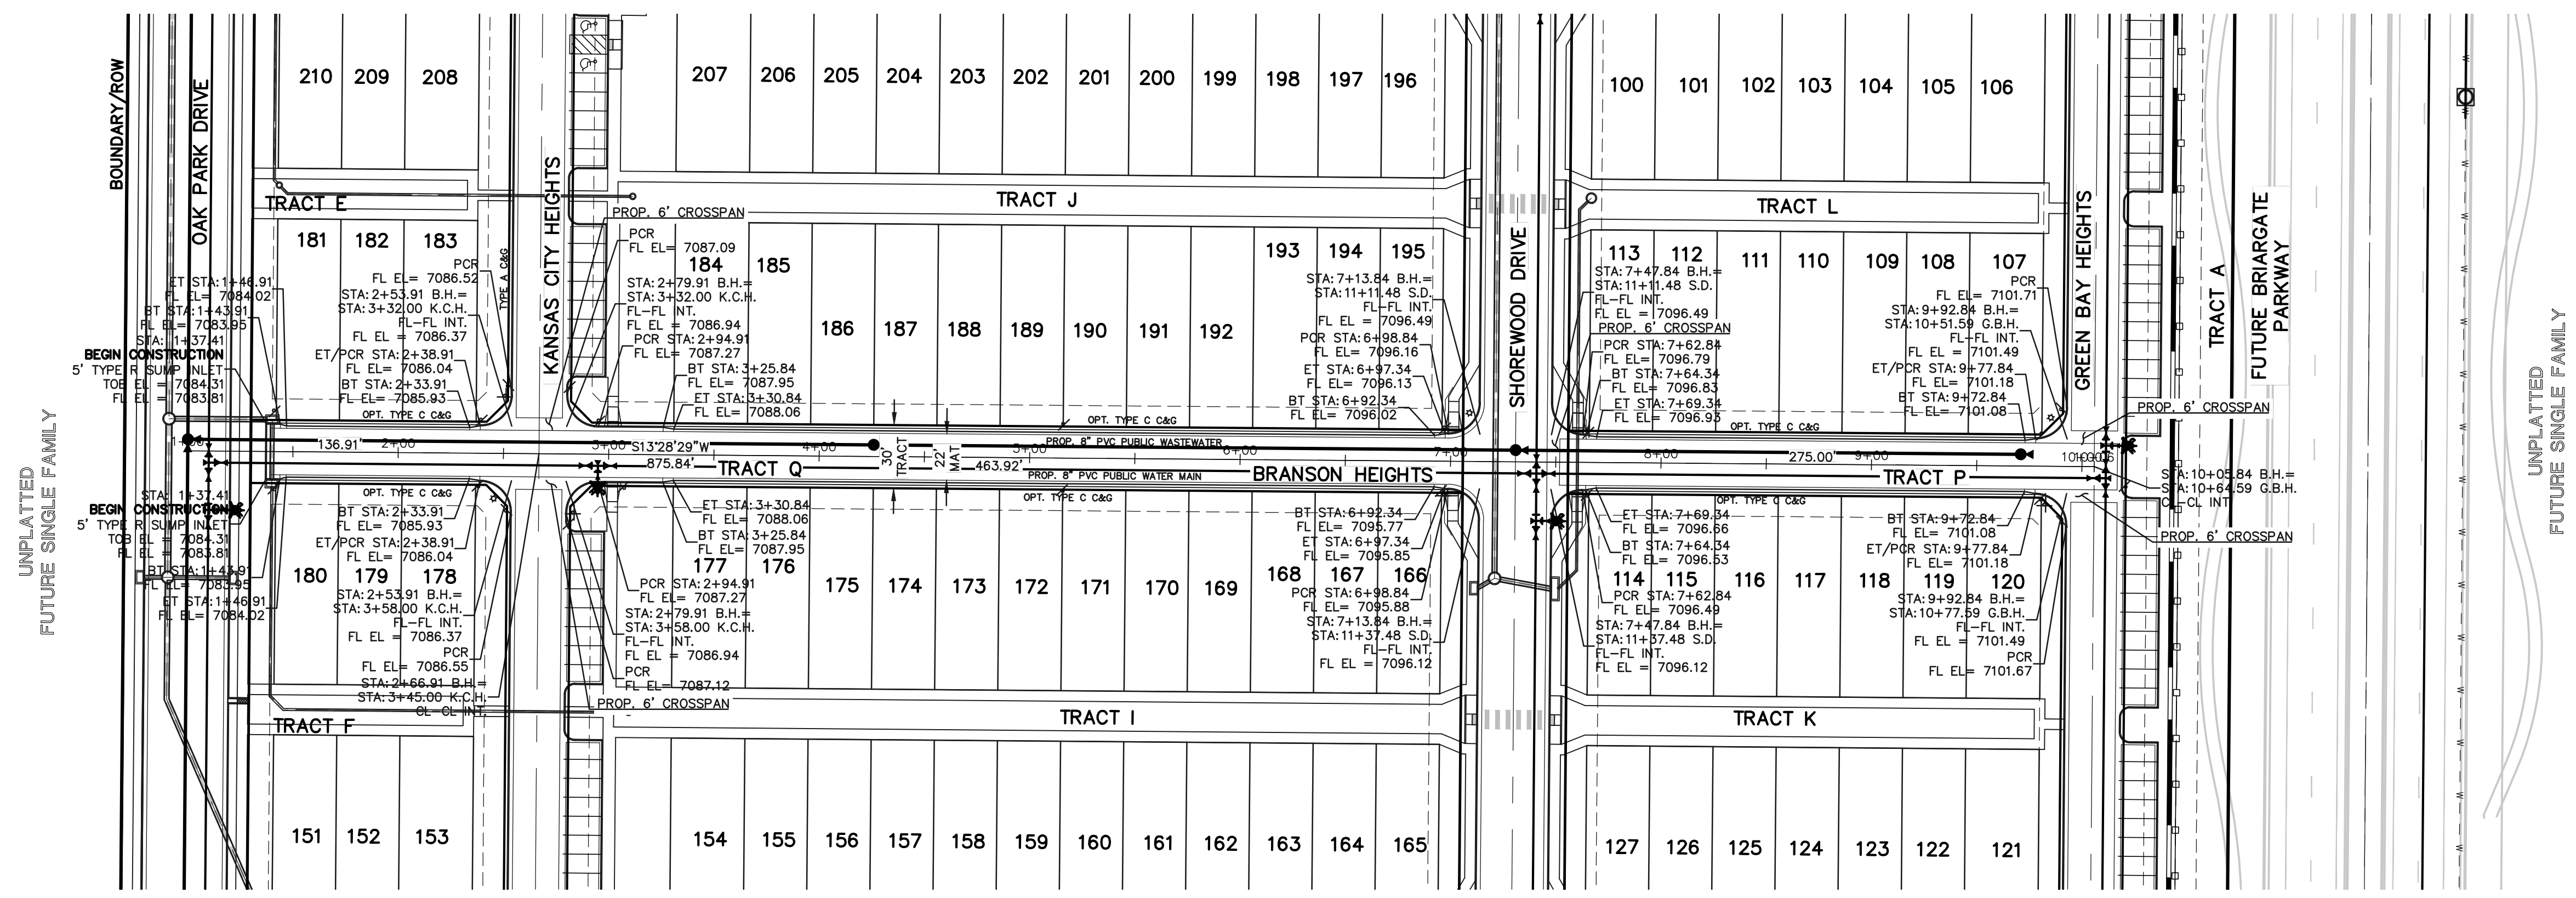 BOUNDARY/ROW
OAK PARK DRIVE
KANSAS CITY HEIGHTS
SHOREWOOD DRIVE
GREEN BAY HEIGHTS
TRACT A
FUTURE BRIARGATE
PARKWAY
UNPLATTED
FUTURE SINGLE FAMILY
UNPLATTED
FUTURE SINGLE FAMILY
210 209 208 207 206 205 204 203 202 201 200 199 198 197 196 100 101 102 103 104 105 106
TRACT E
TRACT J
TRACT L
PROP. 6' CROSSPAN
181 182 183 184 185 186 187 188 189 190 191 192 193 194 195 113 112 111 110 109 108 107
ET STA: 1+46.91
FL EL= 7084.02
BT STA: 1+43.91
FL EL= 7083.95
STA: 1+37.41
BEGIN CONSTRUCTION
5' TYPE R SUMP INLET
TOB EL = 7084.31
FL EL = 7083.81
PCR
FL EL= 7086.52
STA: 2+53.91 B.H.=
STA: 3+32.00 K.C.H.
FL-FL INT.
FL EL = 7086.37
ET/PCR STA: 2+38.91
FL EL= 7086.04
BT STA: 2+33.91
FL EL= 7085.93
TYPE A C&G
OPT. TYPE C C&G
PCR
FL EL= 7087.09
STA: 2+79.91 B.H.=
STA: 3+32.00 K.C.H.
FL-FL INT.
FL EL = 7086.94
PCR STA: 2+94.91
FL EL= 7087.27
BT STA: 3+25.84
FL EL= 7087.95
ET STA: 3+30.84
FL EL= 7088.06
STA: 7+13.84 B.H.=
STA: 11+11.48 S.D.
FL-FL INT.
FL EL = 7096.49
PCR STA: 6+98.84
FL EL= 7096.16
ET STA: 6+97.34
FL EL= 7096.13
BT STA: 6+92.34
FL EL= 7096.02
OPT. TYPE C C&G
STA: 7+47.84 B.H.=
STA: 11+11.48 S.D.
FL-FL INT.
FL EL = 7096.49
PROP. 6' CROSSPAN
PCR STA: 7+62.84
FL EL= 7096.79
BT STA: 7+64.34
FL EL= 7096.83
ET STA: 7+69.34
FL EL= 7096.93
OPT. TYPE C C&G
PCR
FL EL= 7101.71
STA: 9+92.84 B.H.=
STA: 10+51.59 G.B.H.
FL-FL INT.
FL EL = 7101.49
ET/PCR STA: 9+77.84
FL EL= 7101.18
BT STA: 9+72.84
FL EL= 7101.08
PROP. 6' CROSSPAN
136.91' 2+00 3+00 S13°28'29"W 4+00 5+00 PROP. 8" PVC PUBLIC WASTEWATER 6+00 7+00 8+00 275.00' 9+00 10+00
30'
TRACT
22'
MAT
875.84' TRACT Q 463.92' PROP. 8" PVC PUBLIC WATER MAIN BRANSON HEIGHTS TRACT P
STA: 10+05.84 B.H.=
STA: 10+64.59 G.B.H.
CL-CL INT
PROP. 6' CROSSPAN
STA: 1+37.41
BEGIN CONSTRUCTION
5' TYPE R SUMP INLET
TOB EL = 7084.31
FL EL = 7083.81
BT STA: 1+43.91
FL EL= 7083.95
ET STA: 1+46.91
FL EL= 7084.02
OPT. TYPE C C&G
BT STA: 2+33.91
FL EL= 7085.93
ET/PCR STA: 2+38.91
FL EL= 7086.04
180 179 178 177 176 175 174 173 172 171 170 169 168 167 166 114 115 116 117 118 119 120
STA: 2+53.91 B.H.=
STA: 3+58.00 K.C.H.
FL-FL INT.
FL EL = 7086.37
PCR
FL EL= 7086.55
STA: 2+66.91 B.H.=
STA: 3+45.00 K.C.H.
CL-CL INT.
ET STA: 3+30.84
FL EL= 7088.06
BT STA: 3+25.84
FL EL= 7087.95
PCR STA: 2+94.91
FL EL= 7087.27
STA: 2+79.91 B.H.=
STA: 3+58.00 K.C.H.
FL-FL INT.
FL EL = 7086.94
PCR
FL EL= 7087.12
PROP. 6' CROSSPAN
OPT. TYPE C C&G
BT STA: 6+92.34
FL EL= 7095.77
ET STA: 6+97.34
FL EL= 7095.85
PCR STA: 6+98.84
FL EL= 7095.88
STA: 7+13.84 B.H.=
STA: 11+37.48 S.D.
FL-FL INT.
FL EL = 7096.12
ET STA: 7+69.34
FL EL= 7096.66
BT STA: 7+64.34
FL EL= 7096.53
PCR STA: 7+62.84
FL EL= 7096.49
STA: 7+47.84 B.H.=
STA: 11+37.48 S.D.
FL-FL INT.
FL EL = 7096.12
OPT. TYPE C C&G
BT STA: 9+72.84
FL EL= 7101.08
ET/PCR STA: 9+77.84
FL EL= 7101.18
STA: 9+92.84 B.H.=
STA: 10+77.59 G.B.H.
FL-FL INT.
FL EL = 7101.49
PCR
FL EL= 7101.67
TRACT F
TRACT I
TRACT K
151 152 153 154 155 156 157 158 159 160 161 162 163 164 165 127 126 125 124 123 122 121